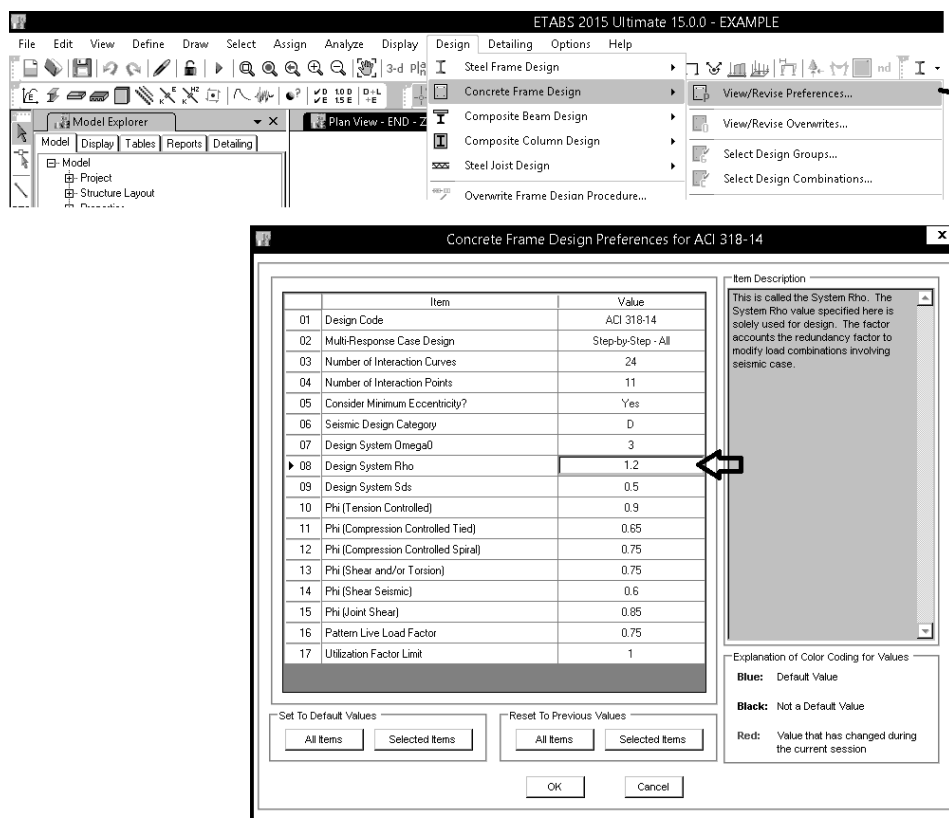 ETABS 2015 Ultimate 15.0.0 - EXAMPLE
File Edit View Define Draw Select Assign Analyze Display Design Detailing Options Help
3-d
Steel Frame Design
nd
Concrete Frame Design
View/Revise Preferences...
Model Explorer
Plan View - END - Z
Composite Beam Design
View/Revise Overwrites...
Model Display Tables Reports Detailing
Composite Column Design
Model
Select Design Groups...
Project
Steel Joist Design
Structure Layout
Select Design Combinations...
Overwrite Frame Design Procedure...
Concrete Frame Design Preferences for ACI 318-14
x
Item Value
01 Design Code ACI 318-14
02 Multi-Response Case Design Step-by-Step - All
03 Number of Interaction Curves 24
04 Number of Interaction Points 11
05 Consider Minimum Eccentricity? Yes
06 Seismic Design Category D
07 Design System Omega0 3
08 Design System Rho 1.2
09 Design System Sds 0.5
10 Phi (Tension Controlled) 0.9
11 Phi (Compression Controlled Tied) 0.65
12 Phi (Compression Controlled Spiral) 0.75
13 Phi (Shear and/or Torsion) 0.75
14 Phi (Shear Seismic) 0.6
15 Phi (Joint Shear) 0.85
16 Pattern Live Load Factor 0.75
17 Utilization Factor Limit 1
Item Description
This is called the System Rho. The
System Rho value specified here is
solely used for design. The factor
accounts the redundancy factor to
modify load combinations involving
seismic case.
Explanation of Color Coding for Values
Blue: Default Value
Black: Not a Default Value
Red: Value that has changed during
the current session
Set To Default Values
All Items Selected Items
Reset To Previous Values
All Items Selected Items
OK Cancel